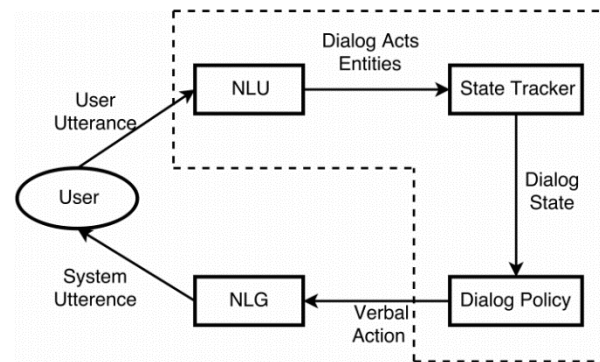 Dialog Acts
Entities
NLU
State Tracker
User
Utterance
User
Dialog
State
System
Utterence
NLG
Verbal
Action
Dialog Policy